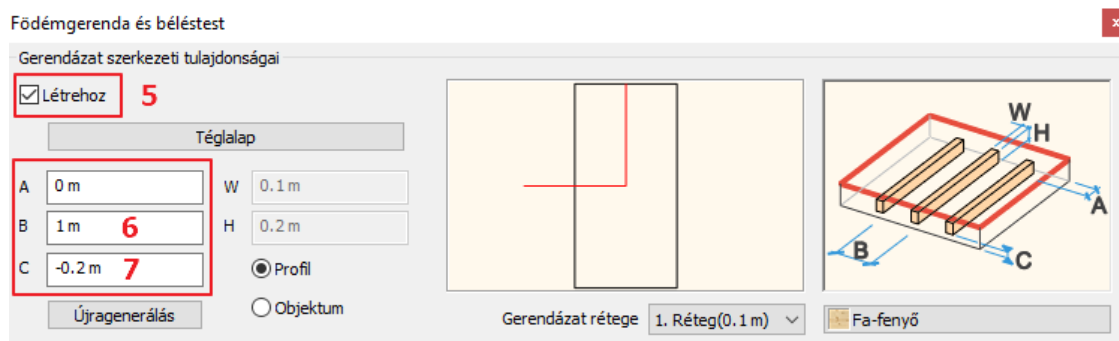 Födémgerenda és béléstest
x
Gerendázat szerkezeti tulajdonságai
Létrehoz 5
Téglalap
A 0 m W 0.1 m
B 1 m 6 H 0.2 m
C -0.2 m 7 Profil
Újragenerálás Objektum
W
H
A
B
C
Gerendázat rétege 1. Réteg(0.1 m) Fa-fenyő